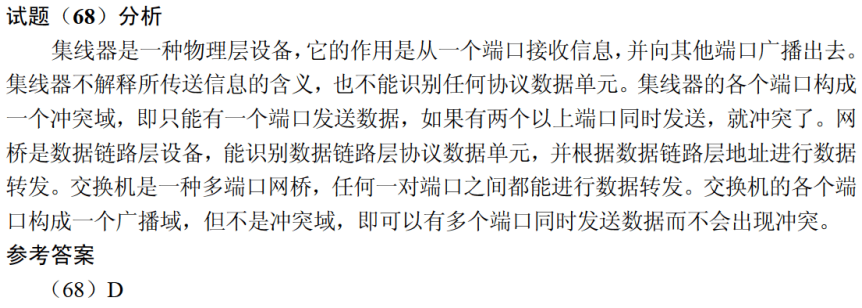 试题（68）分析
集线器是一种物理层设备，它的作用是从一个端口接收信息，并向其他端口广播出去。
集线器不解释所传送信息的含义，也不能识别任何协议数据单元。集线器的各个端口构成
一个冲突域，即只能有一个端口发送数据，如果有两个以上端口同时发送，就冲突了。网
桥是数据链路层设备，能识别数据链路层协议数据单元，并根据数据链路层地址进行数据
转发。交换机是一种多端口网桥，任何一对端口之间都能进行数据转发。交换机的各个端
口构成一个广播域，但不是冲突域，即可以有多个端口同时发送数据而不会出现冲突。
参考答案
（68）D